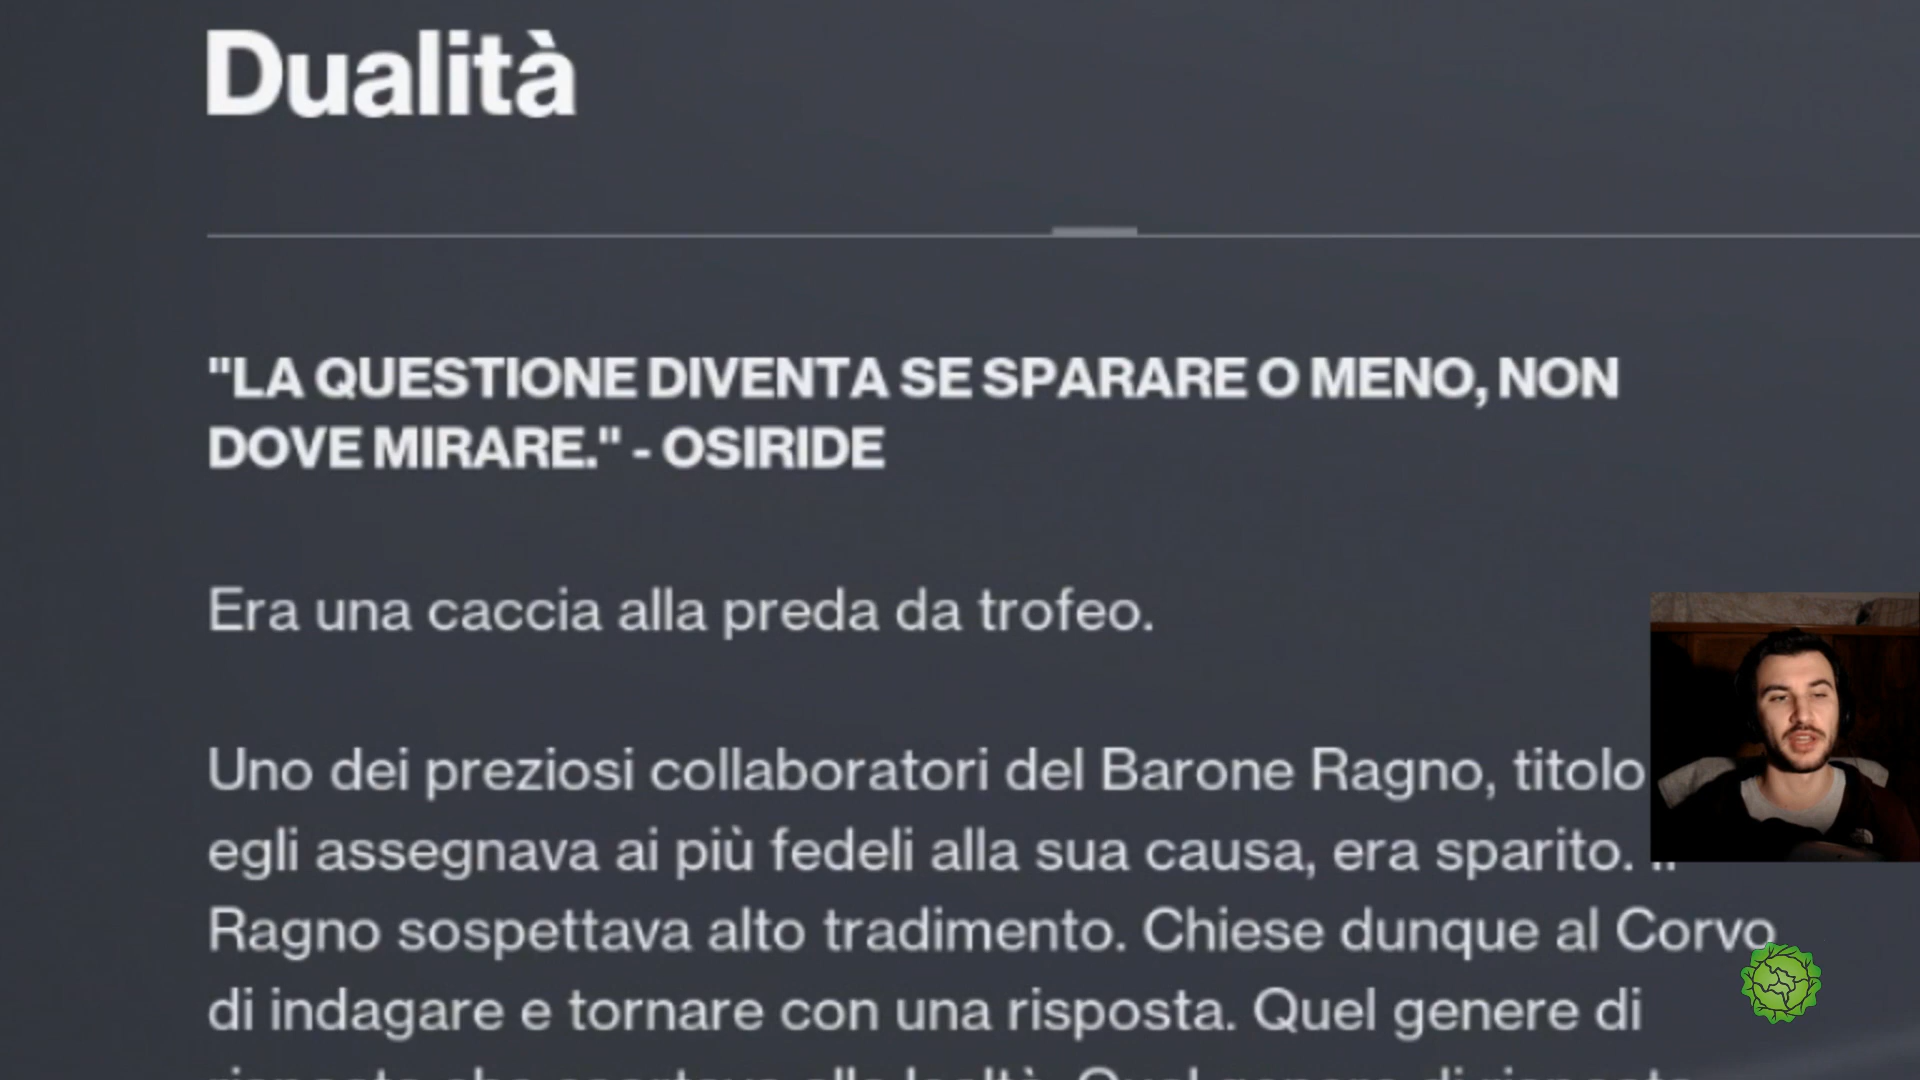 Dualità
"LA QUESTIONE DIVENTA SE SPARARE O MENO, NON
DOVE MIRARE." - OSIRIDE
Era una caccia alla preda da trofeo.
Uno dei preziosi collaboratori del Barone Ragno, titolo
egli assegnava ai più fedeli alla sua causa, era sparito. Il
Ragno sospettava alto tradimento. Chiese dunque al Corvo
di indagare e tornare con una risposta. Quel genere di